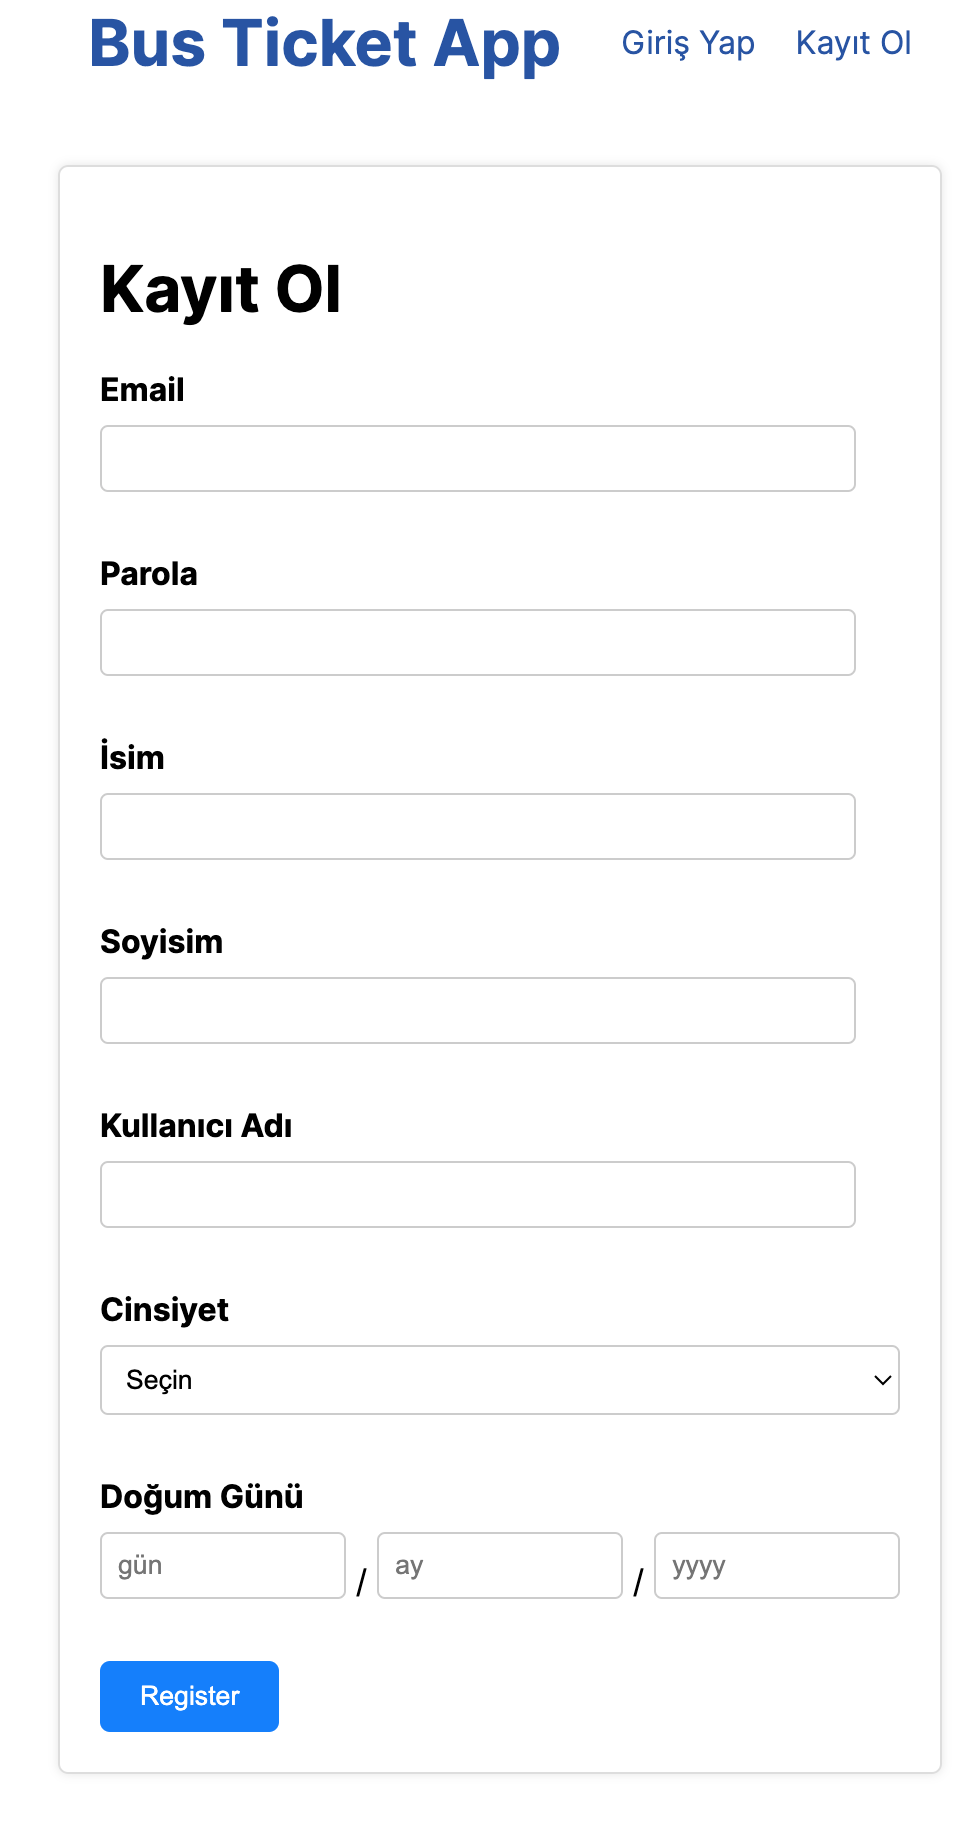 Bus Ticket App Giriş Yap Kayıt Ol
Kayıt Ol
Email
Parola
İsim
Soyisim
Kullanıcı Adı
Cinsiyet
Seçin
Doğum Günü
gün / ay / yyyy
Register